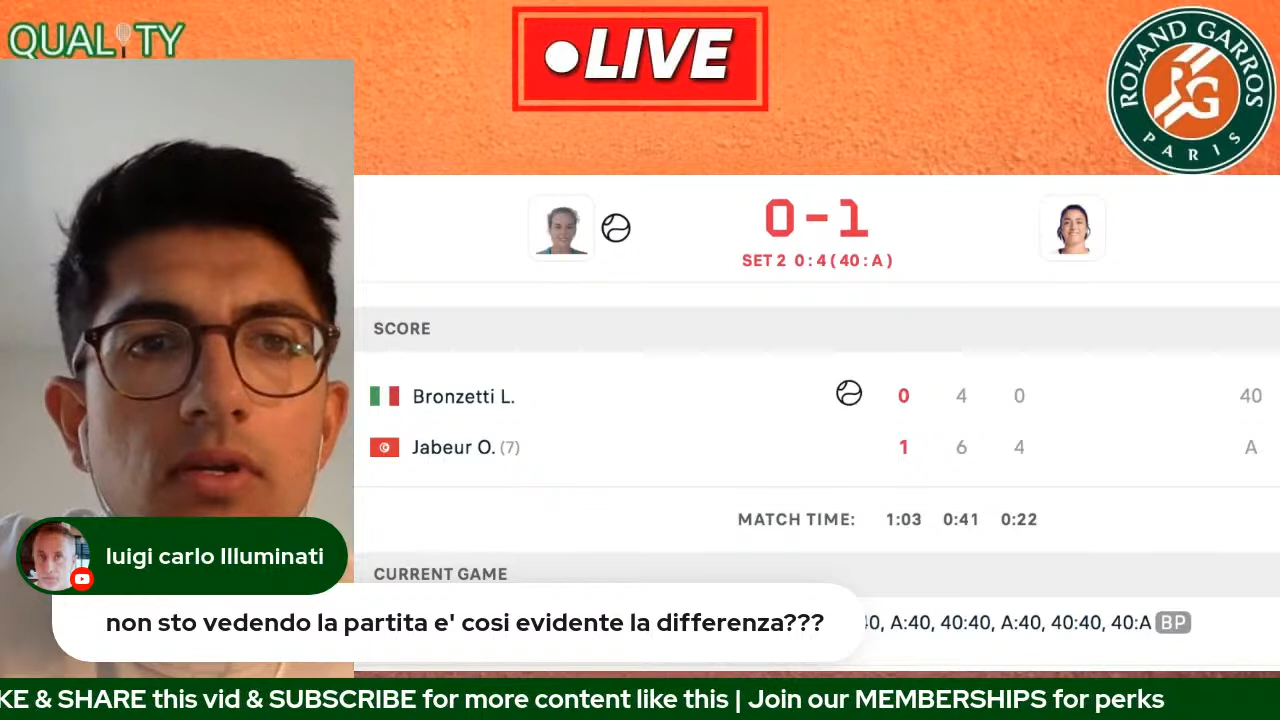 QUALITY
LIVE
ROLAND GARROS
RG
PARIS
0-1
SET 2 0:4(40:A)
SCORE
Bronzetti L. 0 4 0 40
Jabeur O. (7) 1 6 4 A
MATCH TIME: 1:03 0:41 0:22
CURRENT GAME
luigi carlo Illuminati
non sto vedendo la partita e' cosi evidente la differenza???
A:40, 40:40, A:40, 40:40, 40:A BP
& SHARE this vid & SUBSCRIBE for more content like this | Join our MEMBERSHIPS for perks